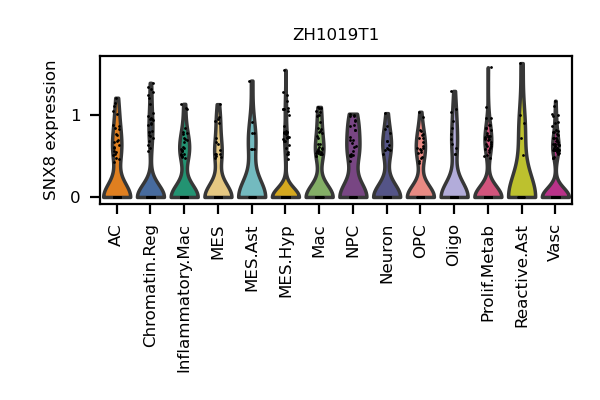 ZH1019T1
SNX8 expression
1
0
AC
Chromatin.Reg
Inflammatory.Mac
MES
MES.Ast
MES.Hyp
Mac
NPC
Neuron
OPC
Oligo
Prolif.Metab
Reactive.Ast
Vasc